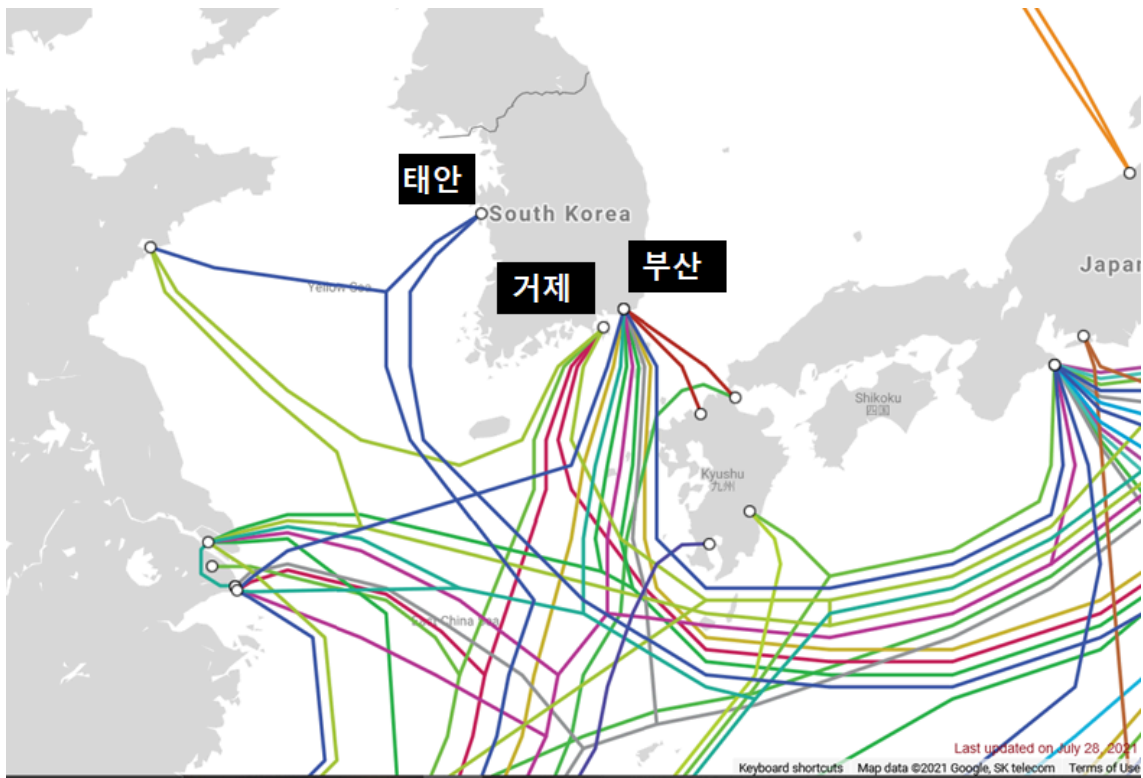 태안
South Korea
부산
거제
Japan
Yellow Sea
Shikoku
四国
Kyushu
九州
East China Sea
Last updated on July 28, 2021
Keyboard shortcuts
Map data ©2021 Google, SK telecom
Terms of Use